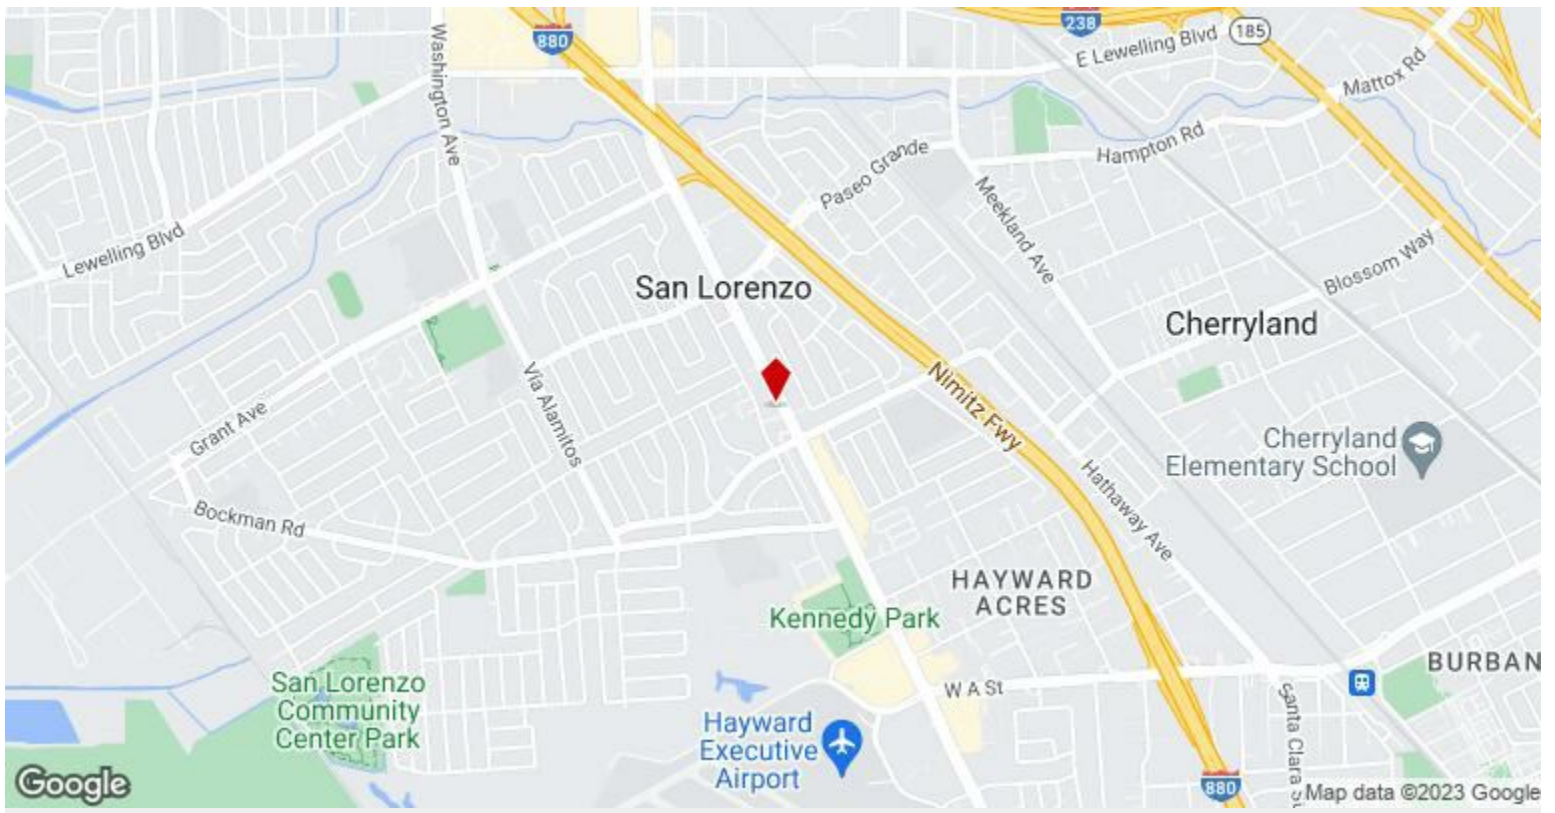 880
238
E Lewelling Blvd
185
Mattox Rd
Washington Ave
Hampton Rd
Paseo Grande
Meekland Ave
Lewelling Blvd
Blossom Way
San Lorenzo
Cherryland
Via Alamitos
Nimitz Fwy
Grant Ave
Cherryland
Elementary School
Hathaway Ave
Bockman Rd
HAYWARD
ACRES
Kennedy Park
BURBAN
San Lorenzo
Community
Center Park
W A St
Santa Clara
Hayward
Executive
Airport
880
Google
Map data ©2023 Google